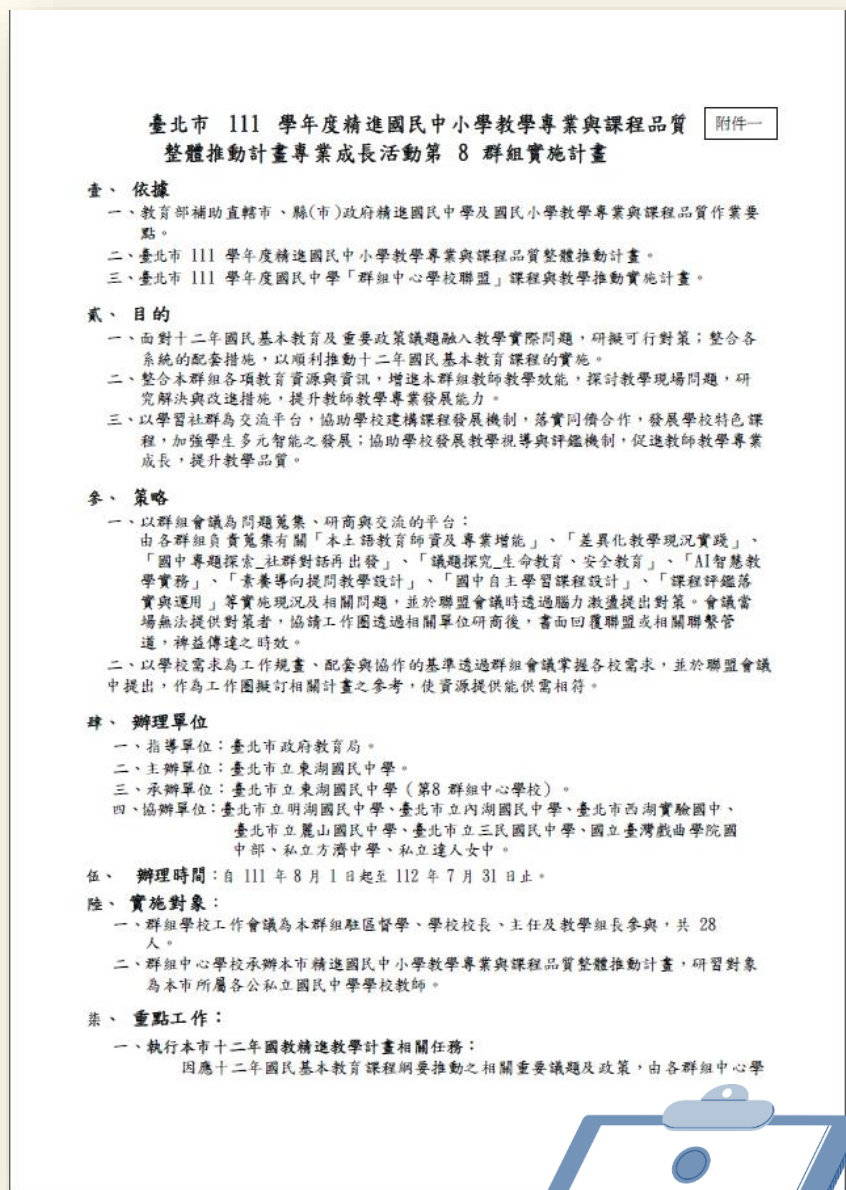 臺北市 111 學年度精進國民中小學教學專業與課程品質
附件一
整體推動計畫專業成長活動第 8 群組實施計畫
壹、 依據
一、教育部補助直轄市、縣(市)政府精進國民中學及國民小學教學專業與課程品質作業要
點。
二、臺北市 111 學年度精進國民中小學教學專業與課程品質整體推動計畫。
三、臺北市 111 學年度國民中學「群組中心學校聯盟」課程與教學推動實施計畫。
貳、 目的
一、面對十二年國民基本教育及重要政策議題融入教學實際問題，研擬可行對策；整合各
系統的配套措施，以順利推動十二年國民基本教育課程的實施。
二、整合本群組各項教育資源與資訊，增進本群組教師教學效能，探討教學現場問題，研
究解決與改進措施，提升教師教學專業發展能力。
三、以學習社群為交流平台，協助學校建構課程發展機制，落實同儕合作，發展學校特色課
程，加強學生多元智能之發展；協助學校發展教學視導與評鑑機制，促進教師教學專業
成長，提升教學品質。
參、 策略
一、以群組會議為問題蒐集、研商與交流的平台：
由各群組負責蒐集有關「本土語教育師資及專業增能」、「差異化教學現況實踐」、
「國中專題探索_社群對話再出發」、「議題探究_生命教育、安全教育」、「AI智慧教
學實務」、「素養導向提問教學設計」、「國中自主學習課程設計」、「課程評鑑落
實與運用」等實施現況及相關問題，並於聯盟會議時透過腦力激盪提出對策。會議當
場無法提供對策者，協請工作圈透過相關單位研商後，書面回覆聯盟或相關聯繫管
道，裨益傳達之時效。
二、以學校需求為工作規畫、配套與協作的基準透過群組會議掌握各校需求，並於聯盟會議
中提出，作為工作圈擬訂相關計畫之參考，使資源提供能供需相符。
肆、 辦理單位
一、指導單位：臺北市政府教育局。
二、主辦單位：臺北市立東湖國民中學。
三、承辦單位：臺北市立東湖國民中學（第8 群組中心學校）。
四、協辦單位：臺北市立明湖國民中學、臺北市立內湖國民中學、臺北市西湖實驗國中、
臺北市立麗山國民中學、臺北市立三民國民中學、國立臺灣戲曲學院國
中部、私立方濟中學、私立達人女中。
伍、 辦理時間：自 111 年 8 月 1 日起至 112 年 7 月 31 日止。
陸、 實施對象：
一、群組學校工作會議為本群組駐區督學、學校校長、主任及教學組長參與，共 28
人。
二、群組中心學校承辦本市精進國民中小學教學專業與課程品質整體推動計畫，研習對象
為本市所屬各公私立國民中學學校教師。
柒、 重點工作：
一、執行本市十二年國教精進教學計畫相關任務：
因應十二年國民基本教育課程綱要推動之相關重要議題及政策，由各群組中心學